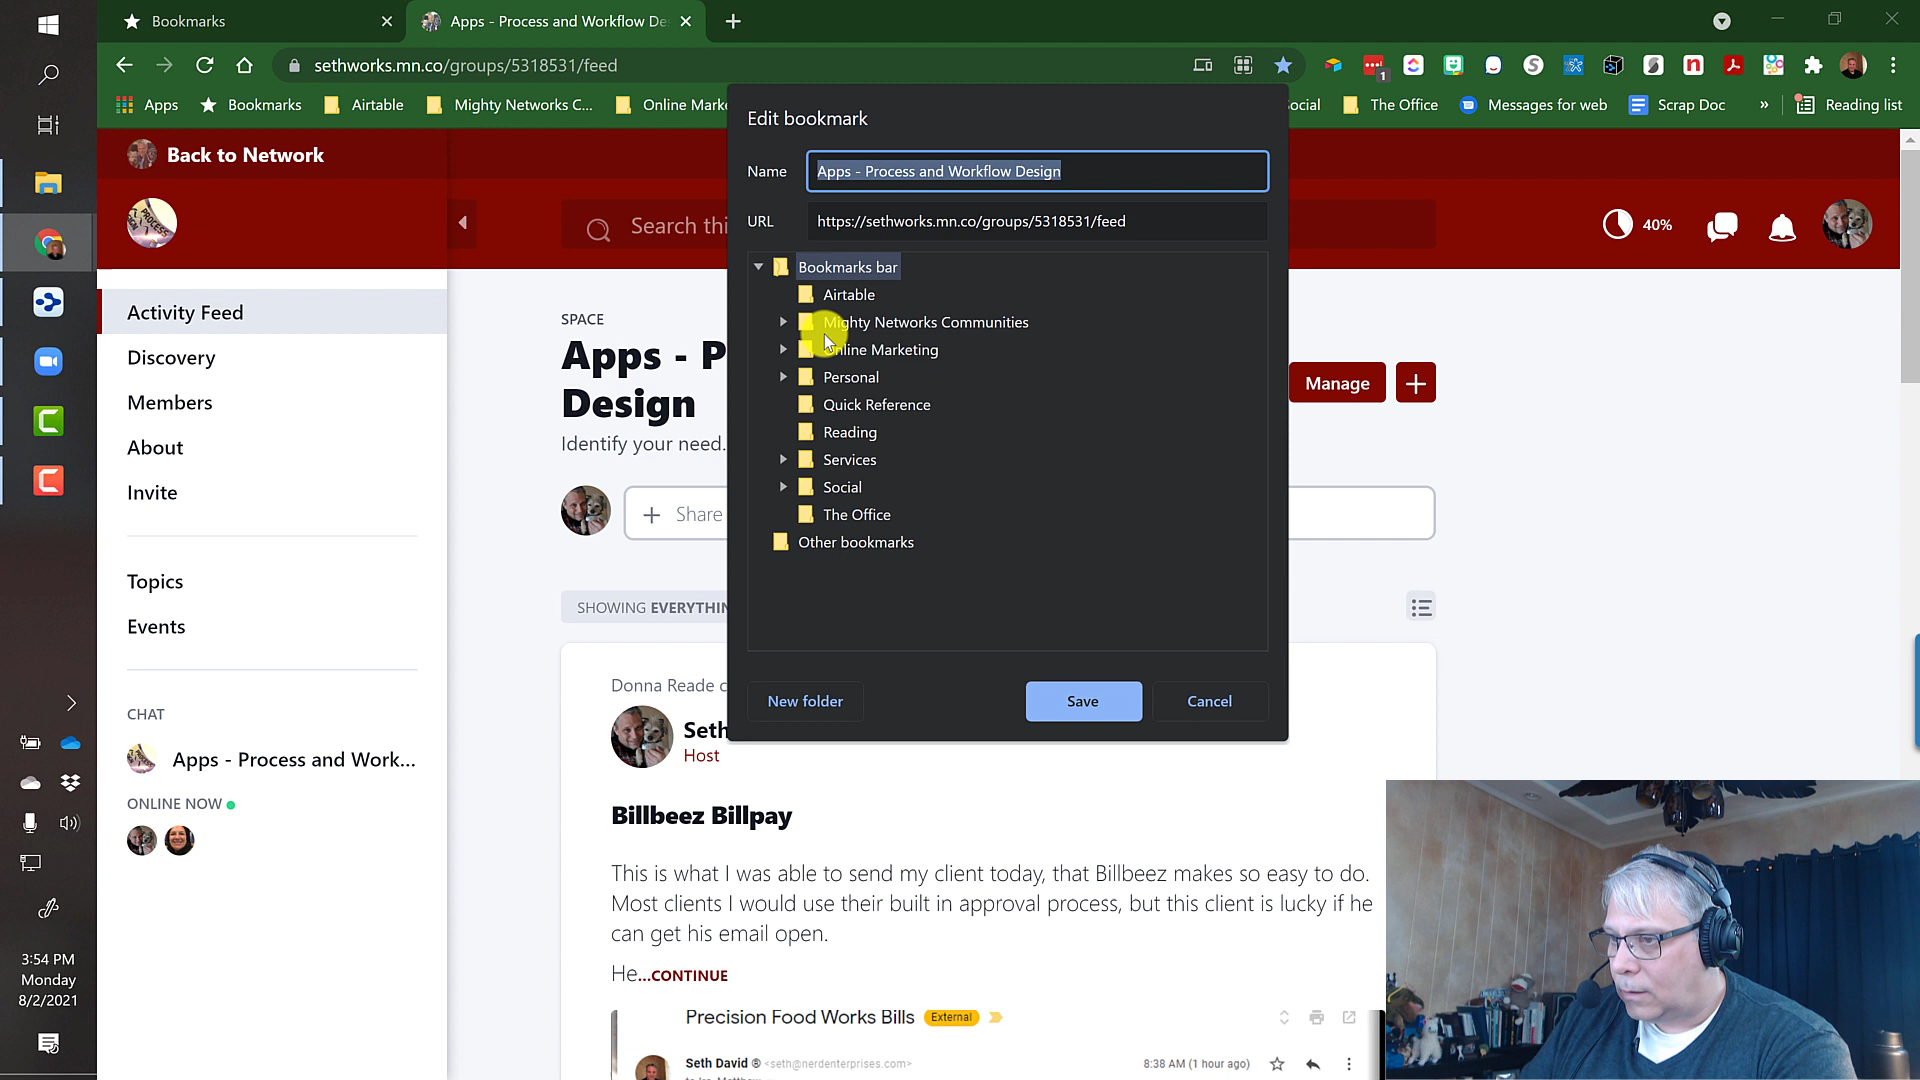 Bookmarks
Apps - Process and Workflow De
sethworks.mn.co/groups/5318531/feed
1
Apps
Bookmarks
Airtable
Mighty Networks C...
Online Marke
ocial
The Office
Messages for web
Scrap Doc
»
Reading list
Edit bookmark
Name
Apps - Process and Workflow Design
URL
https://sethworks.mn.co/groups/5318531/feed
Bookmarks bar
Airtable
Mighty Networks Communities
Online Marketing
Personal
Quick Reference
Reading
Services
Social
The Office
Other bookmarks
New folder
Save
Cancel
Back to Network
Search thi
40%
Activity Feed
Discovery
Members
About
Invite
Topics
Events
CHAT
Apps - Process and Work...
ONLINE NOW
SPACE
Apps - P
Design
Identify your need.
Manage
Share
SHOWING EVERYTHIN
Donna Reade c
Seth
Host
Billbeez Billpay
This is what I was able to send my client today, that Billbeez makes so easy to do.
Most clients I would use their built in approval process, but this client is lucky if he
can get his email open.
He...CONTINUE
Precision Food Works Bills External
Seth David ® <seth@nerdenterprises.com>
8:38 AM (1 hour ago)
3:54 PM
Monday
8/2/2021